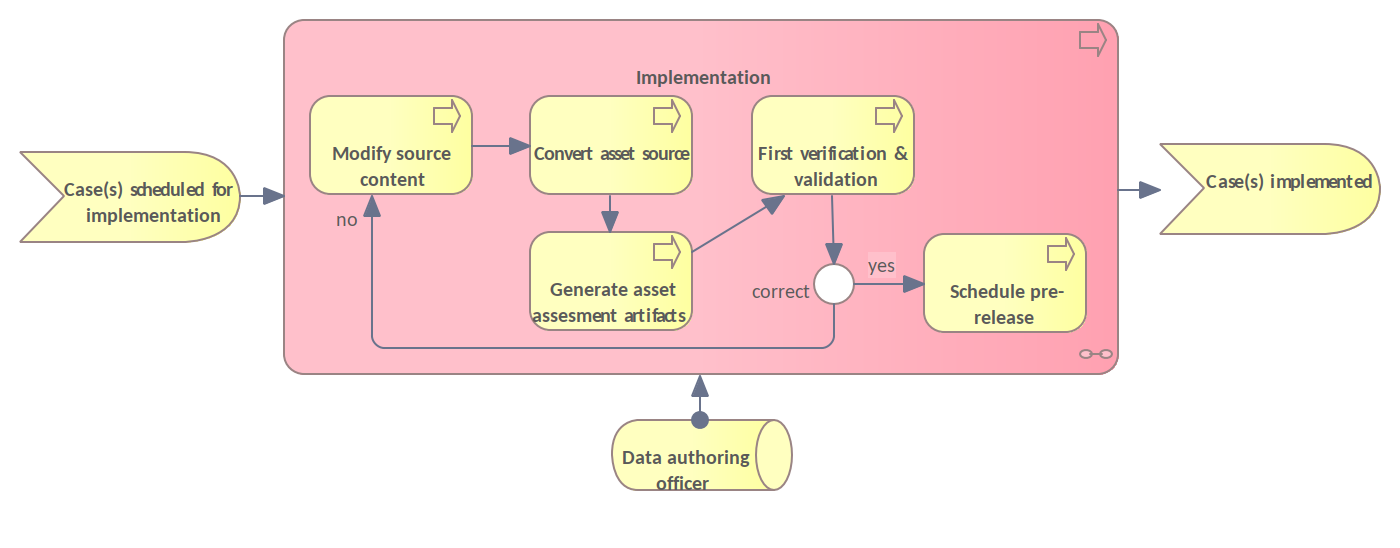 Implementation
Modify source
content
Convert asset source
First verification &
validation
Case(s) scheduled for
implementation
Case(s) implemented
no
Generate asset
assesment artifacts
correct
yes
Schedule pre-
release
Data authoring
officer